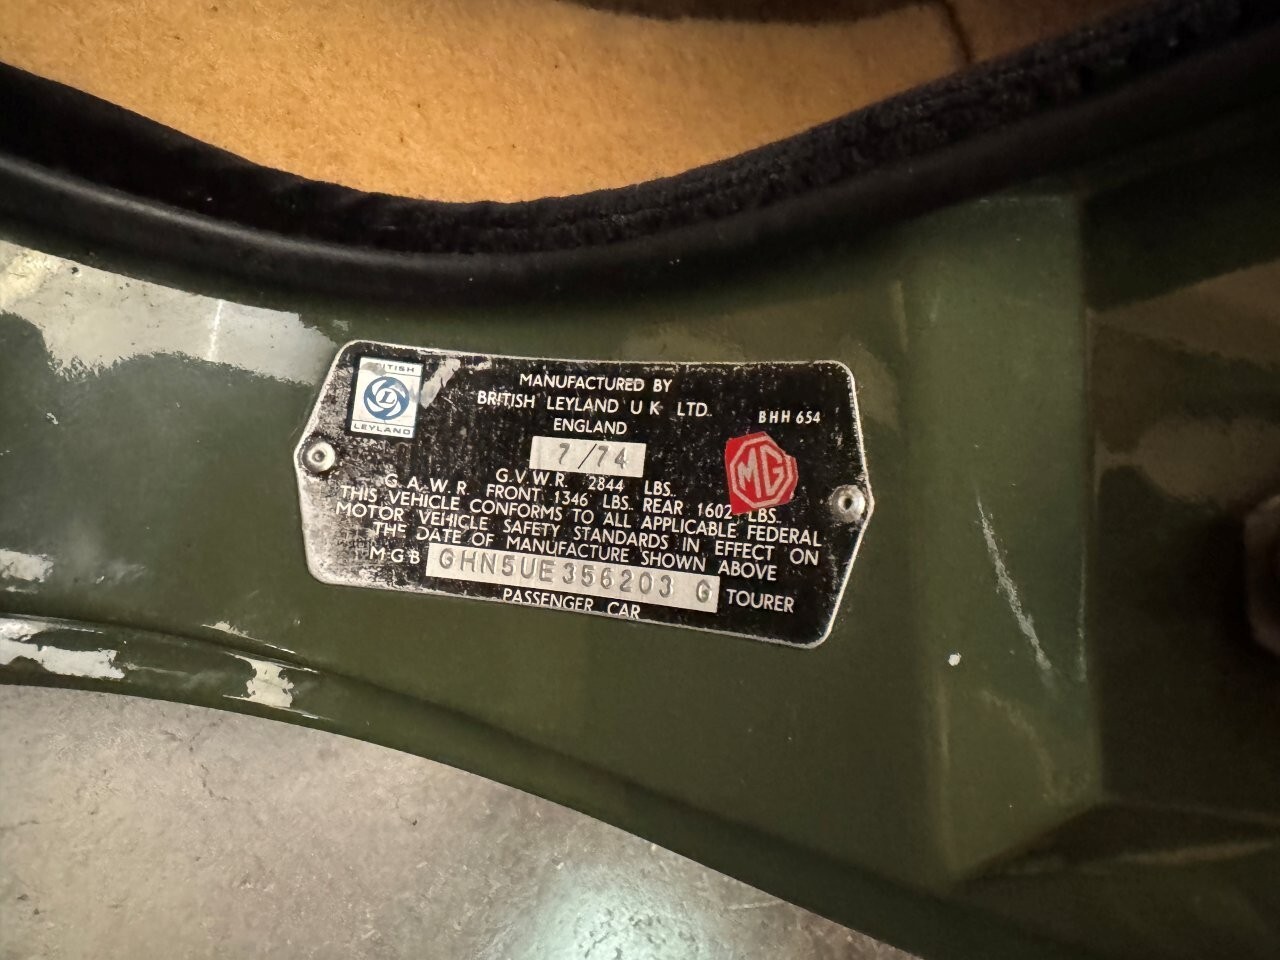 BRITISH
LEYLAND
L
MANUFACTURED BY
BRITISH LEYLAND U K LTD.
ENGLAND
BHH 654
7/74
MG
G.V.W.R. 2844 LBS.
G.A.W.R. FRONT 1346 LBS. REAR 1602 LBS.
THIS VEHICLE CONFORMS TO ALL APPLICABLE FEDERAL
MOTOR VEHICLE SAFETY STANDARDS IN EFFECT ON
THE DATE OF MANUFACTURE SHOWN ABOVE
M·G·B GHN5UE356203 G TOURER
PASSENGER CAR